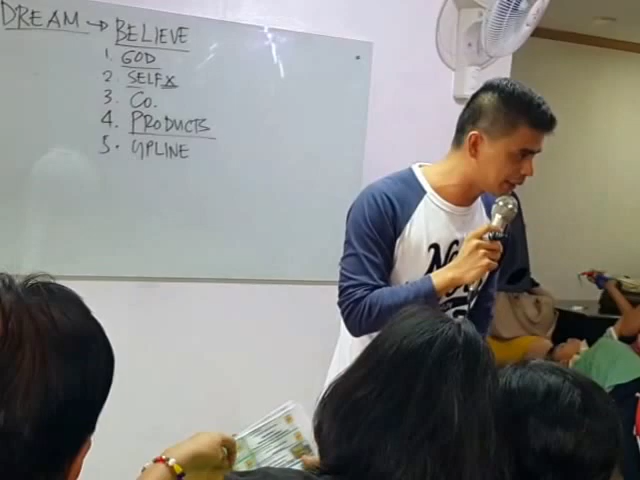 DREAM → BELIEVE
1. GOD
2. SELF
3. Co.
4. PRODUCTS
5. UPLINE